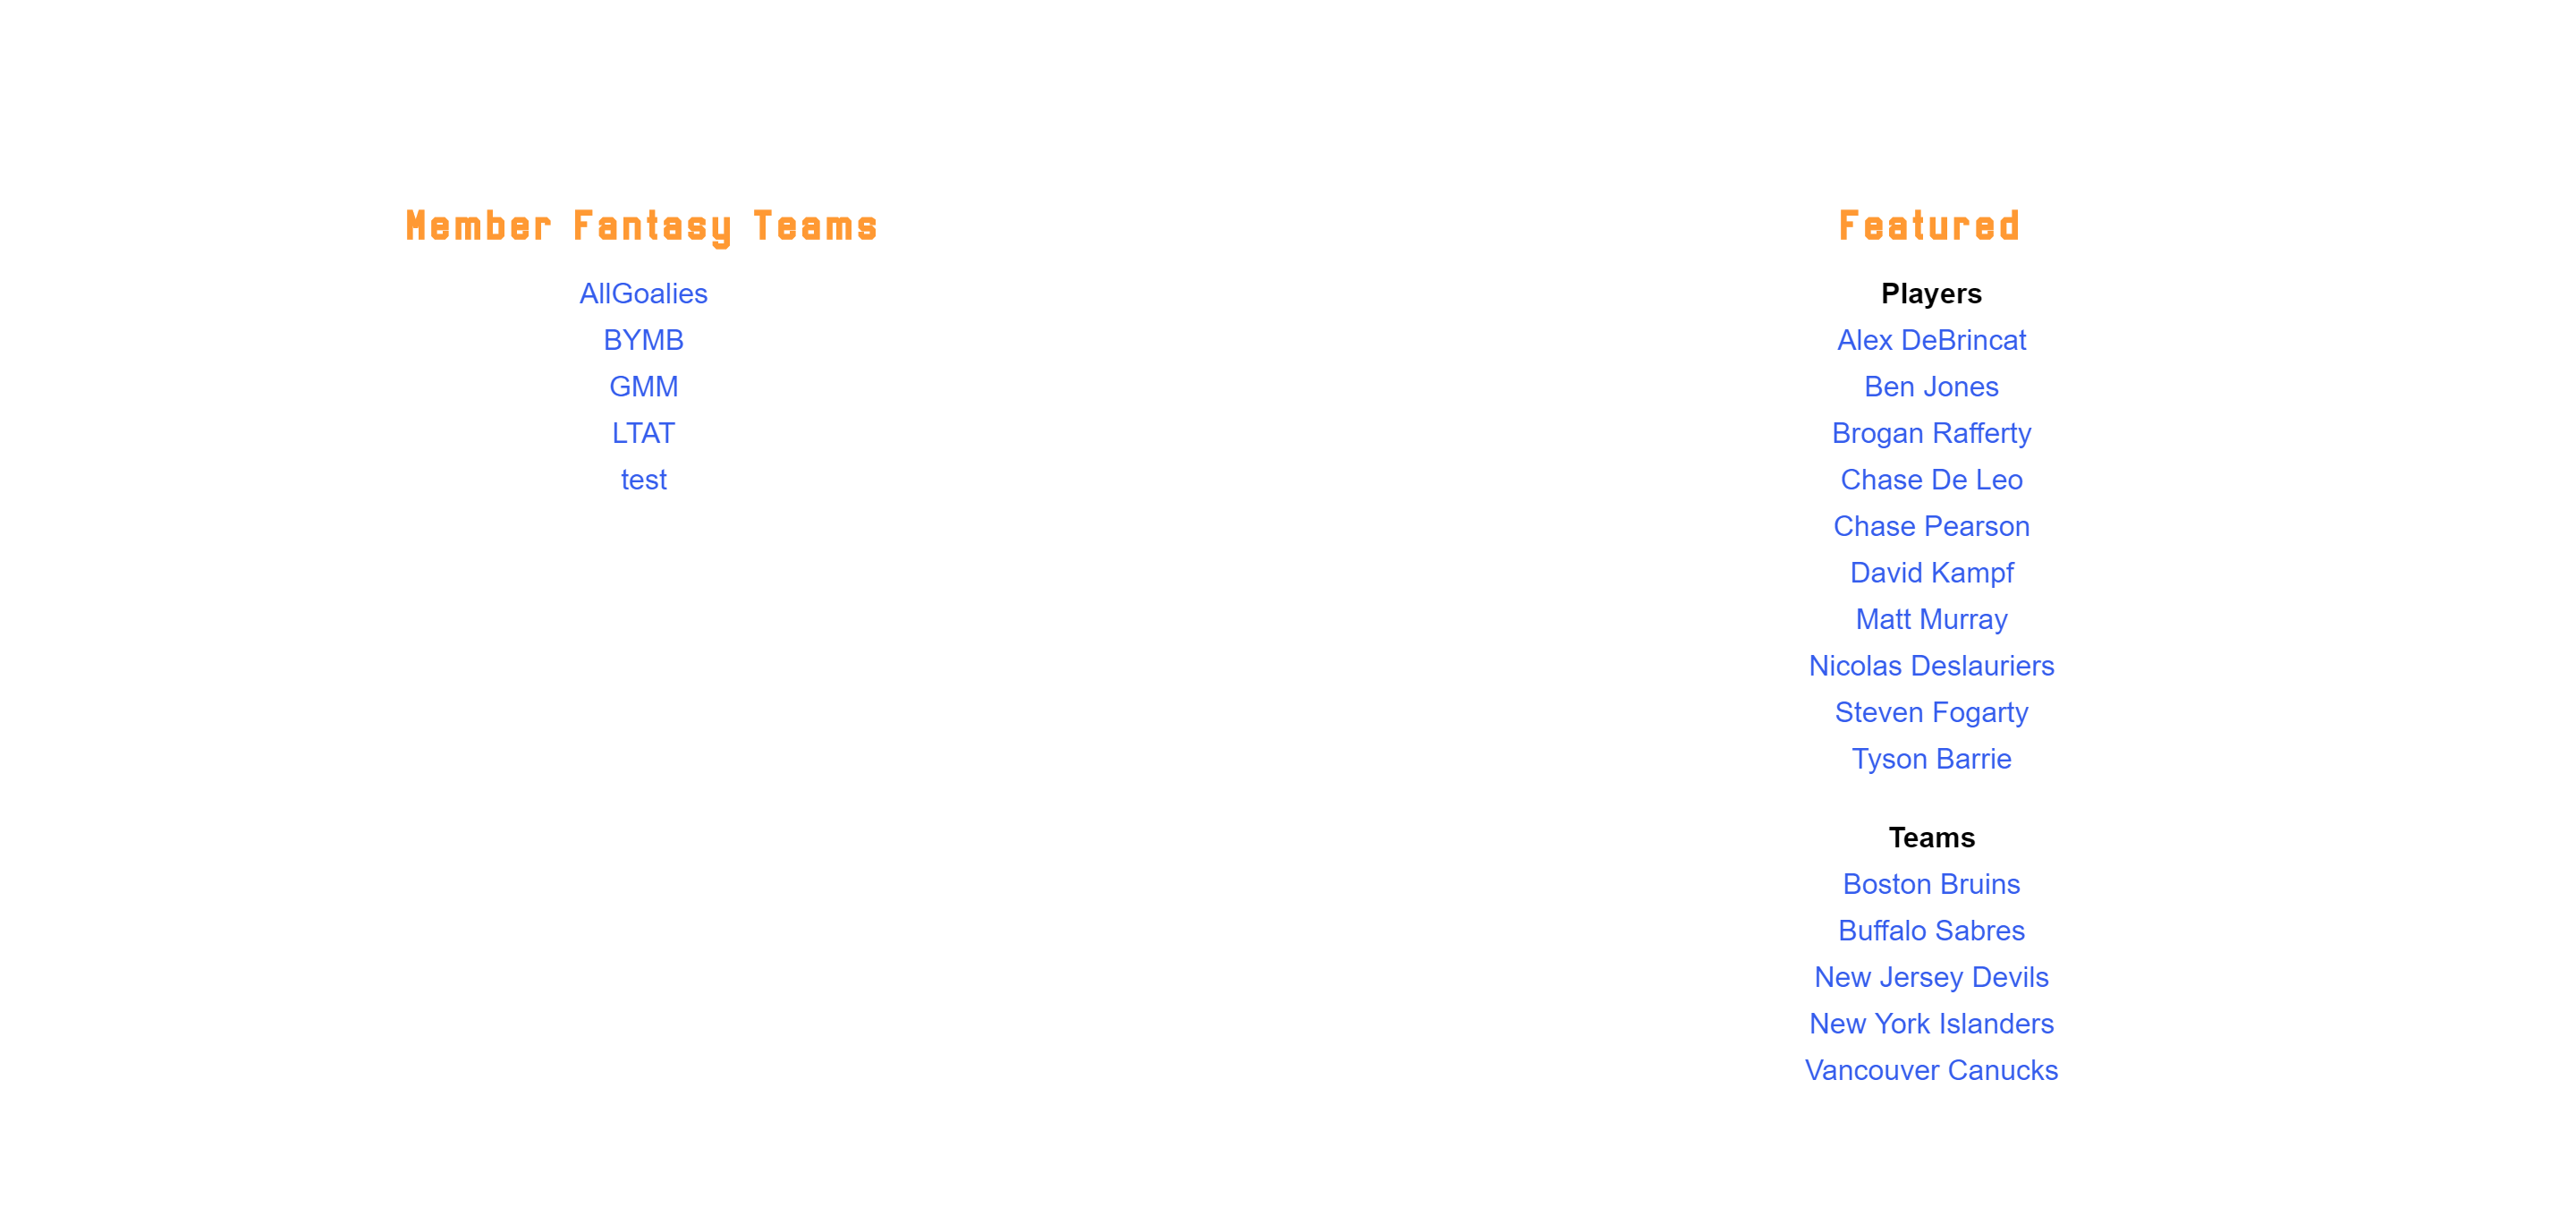 Member Fantasy Teams
AllGoalies
BYMB
GMM
LTAT
test
Featured
Players
Alex DeBrincat
Ben Jones
Brogan Rafferty
Chase De Leo
Chase Pearson
David Kampf
Matt Murray
Nicolas Deslauriers
Steven Fogarty
Tyson Barrie
Teams
Boston Bruins
Buffalo Sabres
New Jersey Devils
New York Islanders
Vancouver Canucks